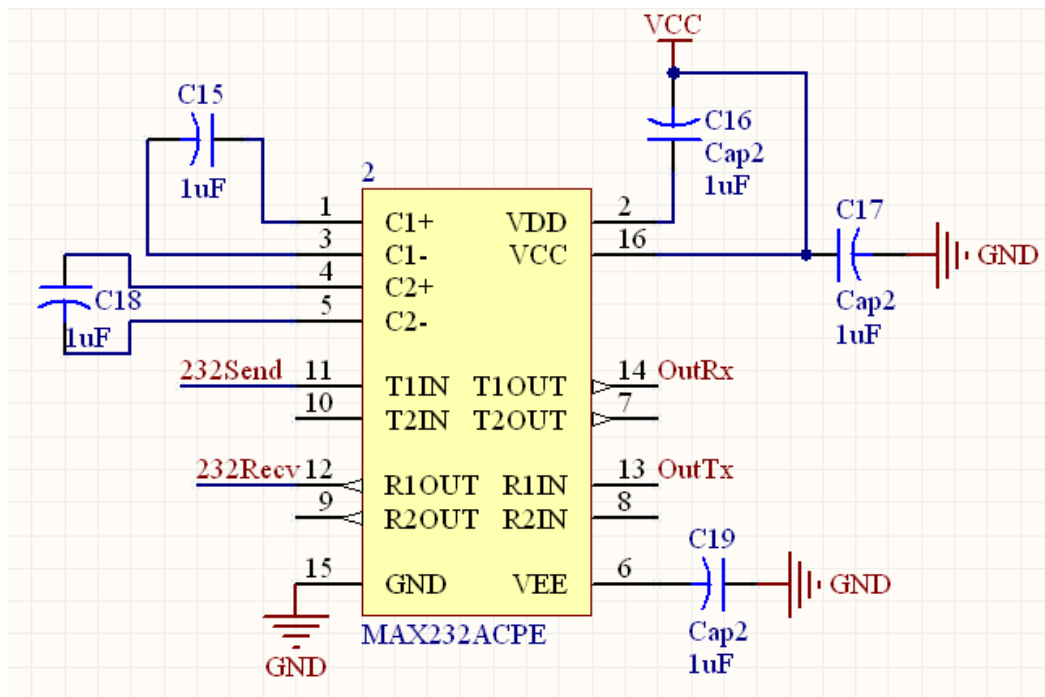 VCC
C15
1uF
C16
Cap2
1uF
2
1
C1+
VDD
2
3
C1-
VCC
16
C17
GND
Cap2
1uF
4
C2+
C18
1uF
5
C2-
232Send
11
T1IN
T1OUT
14
OutRx
10
T2IN
T2OUT
7
232Recv
12
R1OUT
R1IN
13
OutTx
9
R2OUT
R2IN
8
15
GND
VEE
6
C19
GND
Cap2
1uF
MAX232ACPE
GND